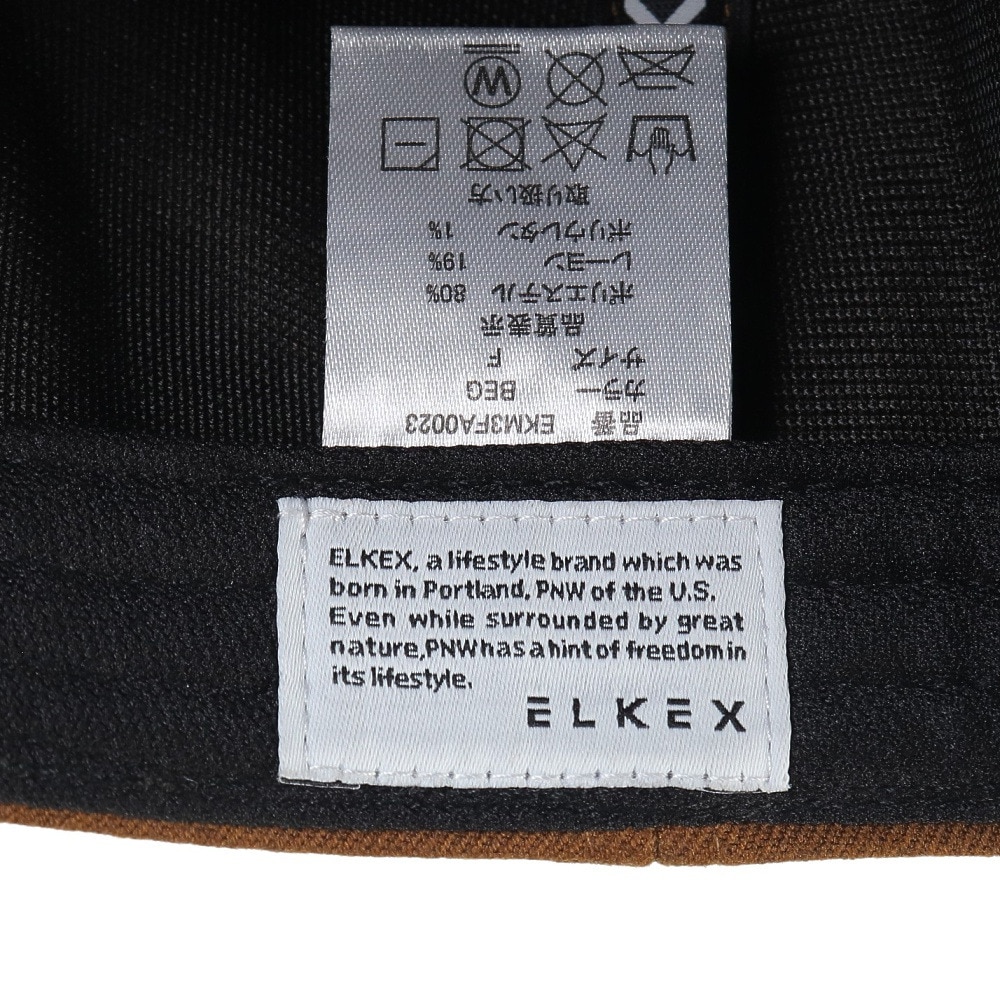 品番 EKM3FA0023
カラー BEG
サイズ F
品質表示
ポリエステル 80%
レーヨン 19%
ポリウレタン 1%
取り扱い方
W
ELKEX, a lifestyle brand which was
born in Portland, PNW of the U.S.
Even while surrounded by great
nature, PNW has a hint of freedom in
its lifestyle.
ELKEX